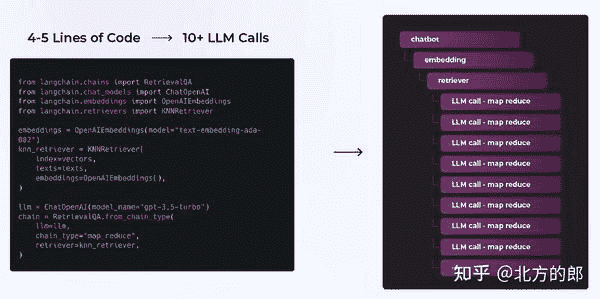 4-5 Lines of Code → 10+ LLM Calls
from langchain.chains import RetrievalQA
from langchain.chat_models import ChatOpenAI
from langchain.embeddings import OpenAIEmbeddings
from langchain.retrievers import KNNRetriever
embeddings = OpenAIEmbeddings(model="text-embedding-ada-
002")
knn_retriever = KNNRetriever(
index=vectors,
texts=texts,
embeddings=OpenAIEmbeddings(),
)
llm = ChatOpenAI(model_name="gpt-3.5-turbo")
chain = RetrievalQA.from_chain_type(
llm=llm,
chain_type="map_reduce",
retriever=knn_retriever,
)
chatbot
embedding
retriever
LLM call - map reduce
LLM call - map reduce
LLM call - map reduce
LLM call - map reduce
LLM call - map reduce
LLM call - map reduce
LLM call - map reduce
LLM call - map reduce
知乎 @北方的郎